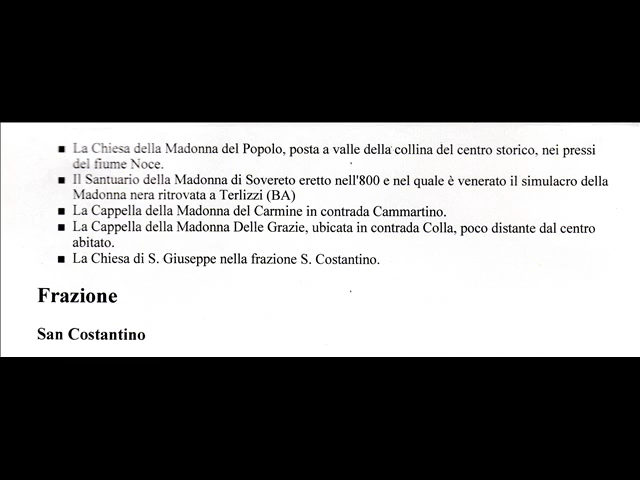 ▪ La Chiesa della Madonna del Popolo, posta a valle della collina del centro storico, nei pressi
del fiume Noce.
▪ Il Santuario della Madonna di Sovereto eretto nell'800 e nel quale è venerato il simulacro della
Madonna nera ritrovata a Terlizzi (BA)
▪ La Cappella della Madonna del Carmine in contrada Cammartino.
▪ La Cappella della Madonna Delle Grazie, ubicata in contrada Colla, poco distante dal centro
abitato.
▪ La Chiesa di S. Giuseppe nella frazione S. Costantino.
Frazione
San Costantino